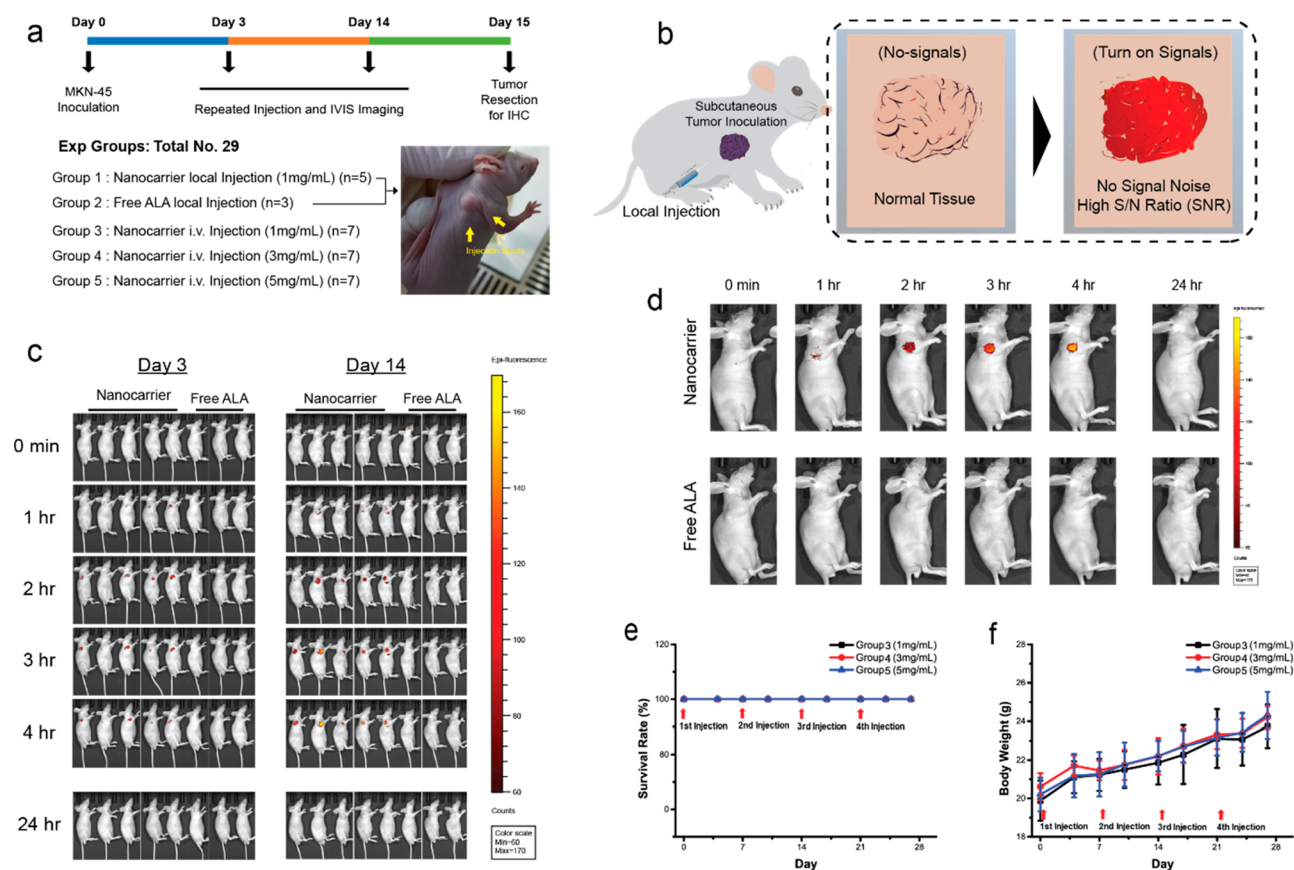 a
Day 0
Day 3
Day 14
Day 15
MKN-45
Inoculation
Repeated Injection and IVIS Imaging
Tumor
Resection
for IHC
Exp Groups: Total No. 29
Group 1 : Nanocarrier local Injection (1mg/mL) (n=5)
Group 2 : Free ALA local Injection (n=3)
Group 3 : Nanocarrier i.v. Injection (1mg/mL) (n=7)
Group 4 : Nanocarrier i.v. Injection (3mg/mL) (n=7)
Group 5 : Nanocarrier i.v. Injection (5mg/mL) (n=7)
Injection
b
Subcutaneous
Tumor Inoculation
Local Injection
(No-signals)
Normal Tissue
(Turn on Signals)
No Signal Noise
High S/N Ratio (SNR)
c
Day 3
Day 14
Nanocarrier
Free ALA
Nanocarrier
Free ALA
0 min
1 hr
2 hr
3 hr
4 hr
24 hr
Epi-fluorescence
160
140
120
100
80
60
Counts
Color scale
Min=60
Max=170
d
0 min
1 hr
2 hr
3 hr
4 hr
24 hr
Nanocarrier
Free ALA
Epi-fluorescence
Counts
Color scale
Max=170
e
Group3 (1mg/mL)
Group4 (3mg/mL)
Group5 (5mg/mL)
Survival Rate (%)
120
100
80
0
1st Injection
2nd Injection
3rd Injection
4th Injection
0
7
14
21
28
Day
f
Group3 (1mg/mL)
Group4 (3mg/mL)
Group5 (5mg/mL)
Body Weight (g)
28
26
24
22
20
18
1st Injection
2nd Injection
3rd Injection
4th Injection
0
7
14
21
28
Day